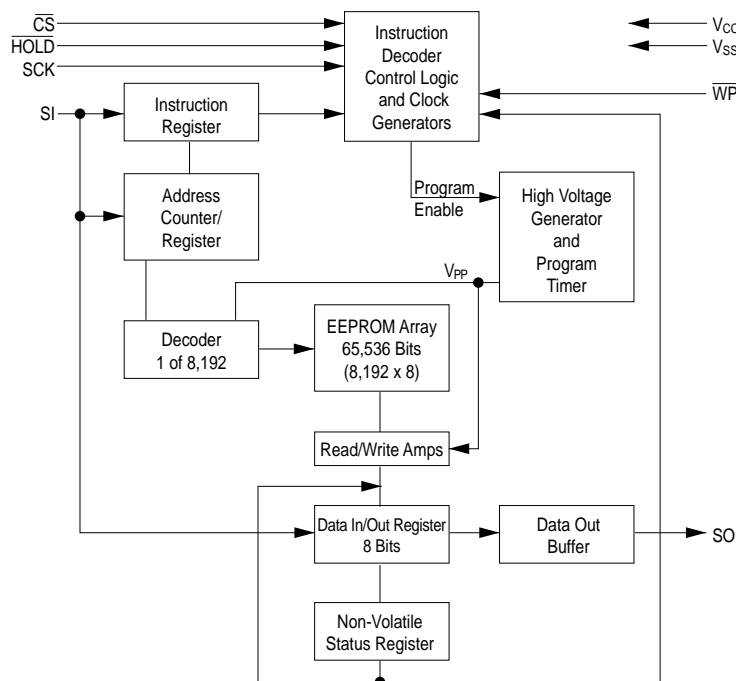 CS
HOLD
SCK
SI
Instruction
Decoder
Control Logic
and Clock
Generators
VCC
VSS
WP
Instruction
Register
Address
Counter/
Register
Program
Enable
High Voltage
Generator
and
Program
Timer
VPP
Decoder
1 of 8,192
EEPROM Array
65,536 Bits
(8,192 x 8)
Read/Write Amps
Data In/Out Register
8 Bits
Data Out
Buffer
SO
Non-Volatile
Status Register